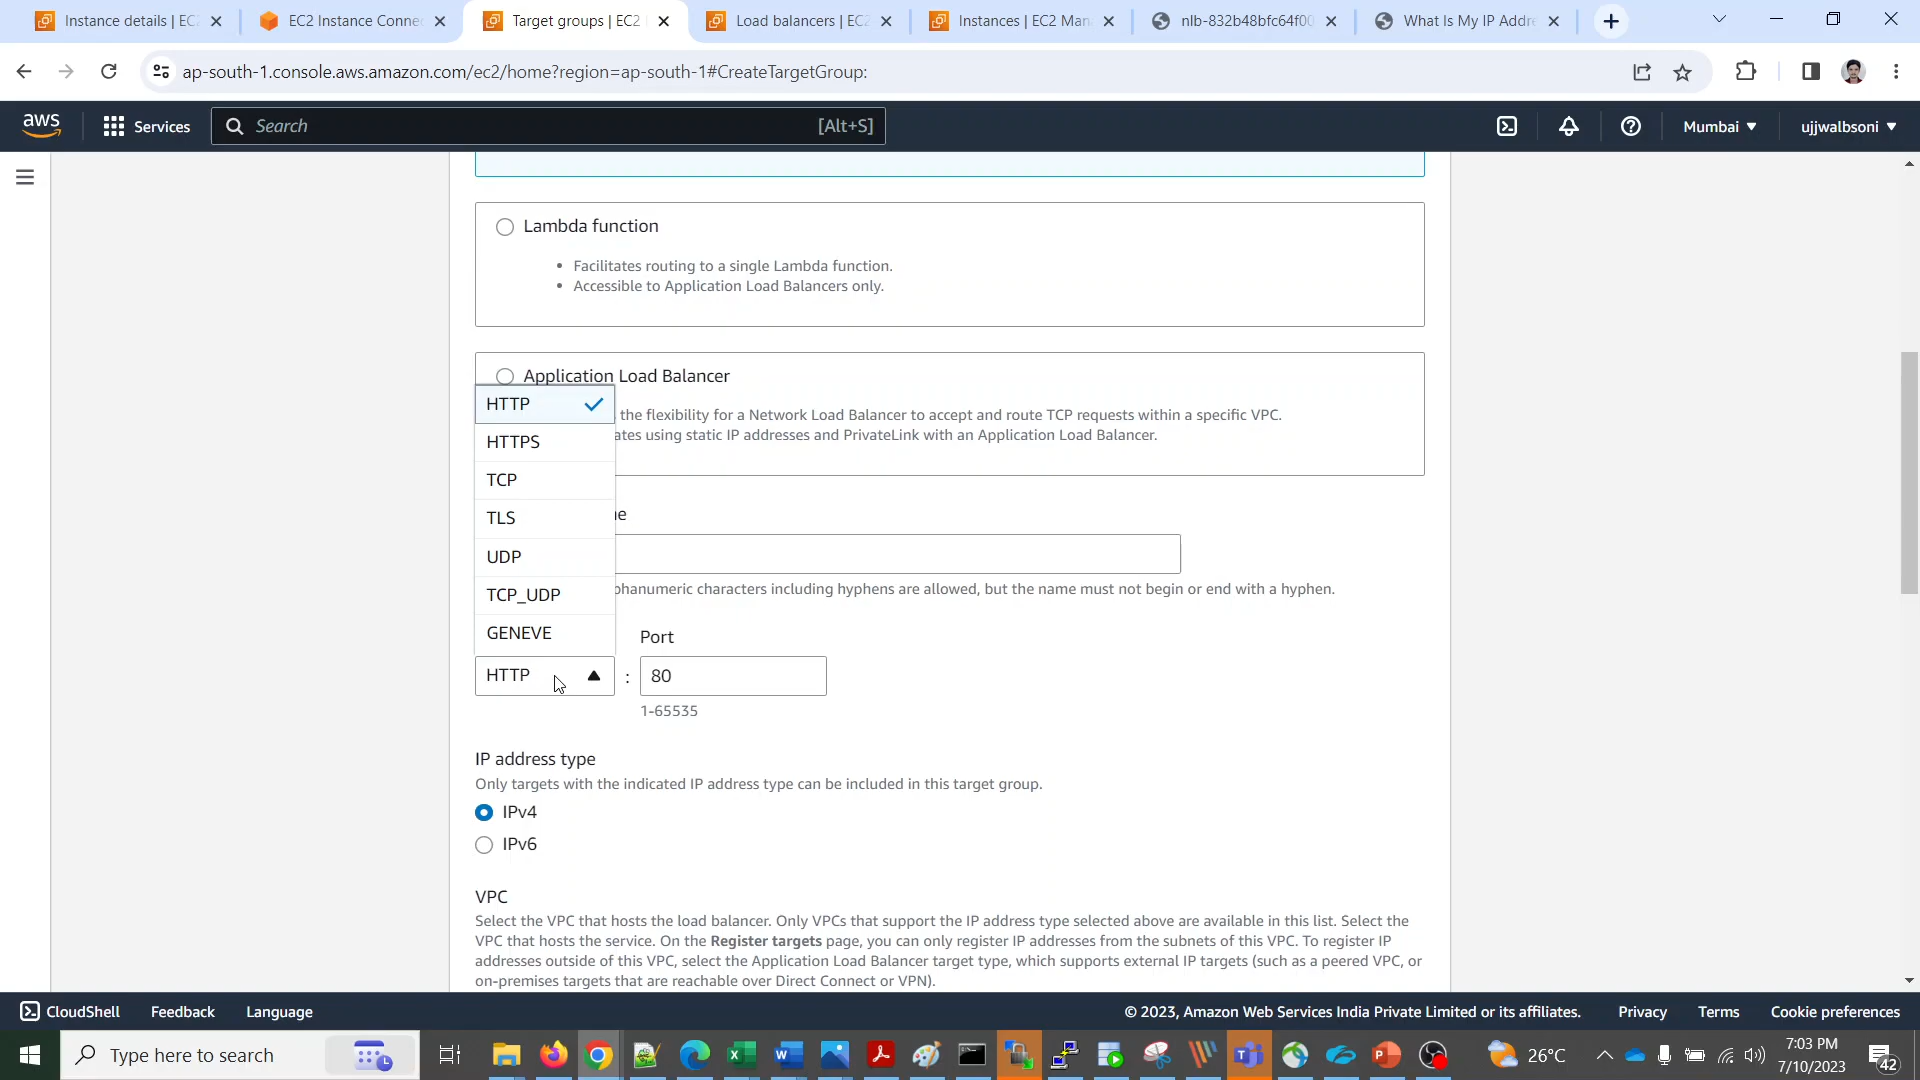 Instance details | EC2
EC2 Instance Connec
Target groups | EC2
Load balancers | EC2
Instances | EC2 Man
nlb-832b48bfc64f00
What Is My IP Addre
ap-south-1.console.aws.amazon.com/ec2/home?region=ap-south-1#CreateTargetGroup:
aws
Services
Search
[Alt+S]
Mumbai
ujjwalbsoni
Lambda function
Facilitates routing to a single Lambda function.
Accessible to Application Load Balancers only.
Application Load Balancer
the flexibility for a Network Load Balancer to accept and route TCP requests within a specific VPC.
ates using static IP addresses and PrivateLink with an Application Load Balancer.
HTTP
HTTPS
TCP
TLS
UDP
TCP_UDP
GENEVE
phanumeric characters including hyphens are allowed, but the name must not begin or end with a hyphen.
Port
HTTP
:
80
1-65535
IP address type
Only targets with the indicated IP address type can be included in this target group.
IPv4
IPv6
VPC
Select the VPC that hosts the load balancer. Only VPCs that support the IP address type selected above are available in this list. Select the
VPC that hosts the service. On the Register targets page, you can only register IP addresses from the subnets of this VPC. To register IP
addresses outside of this VPC, select the Application Load Balancer target type, which supports external IP targets (such as a peered VPC, or
on-premises targets that are reachable over Direct Connect or VPN).
CloudShell
Feedback
Language
© 2023, Amazon Web Services India Private Limited or its affiliates.
Privacy
Terms
Cookie preferences
Type here to search
26°C
7:03 PM
7/10/2023
42